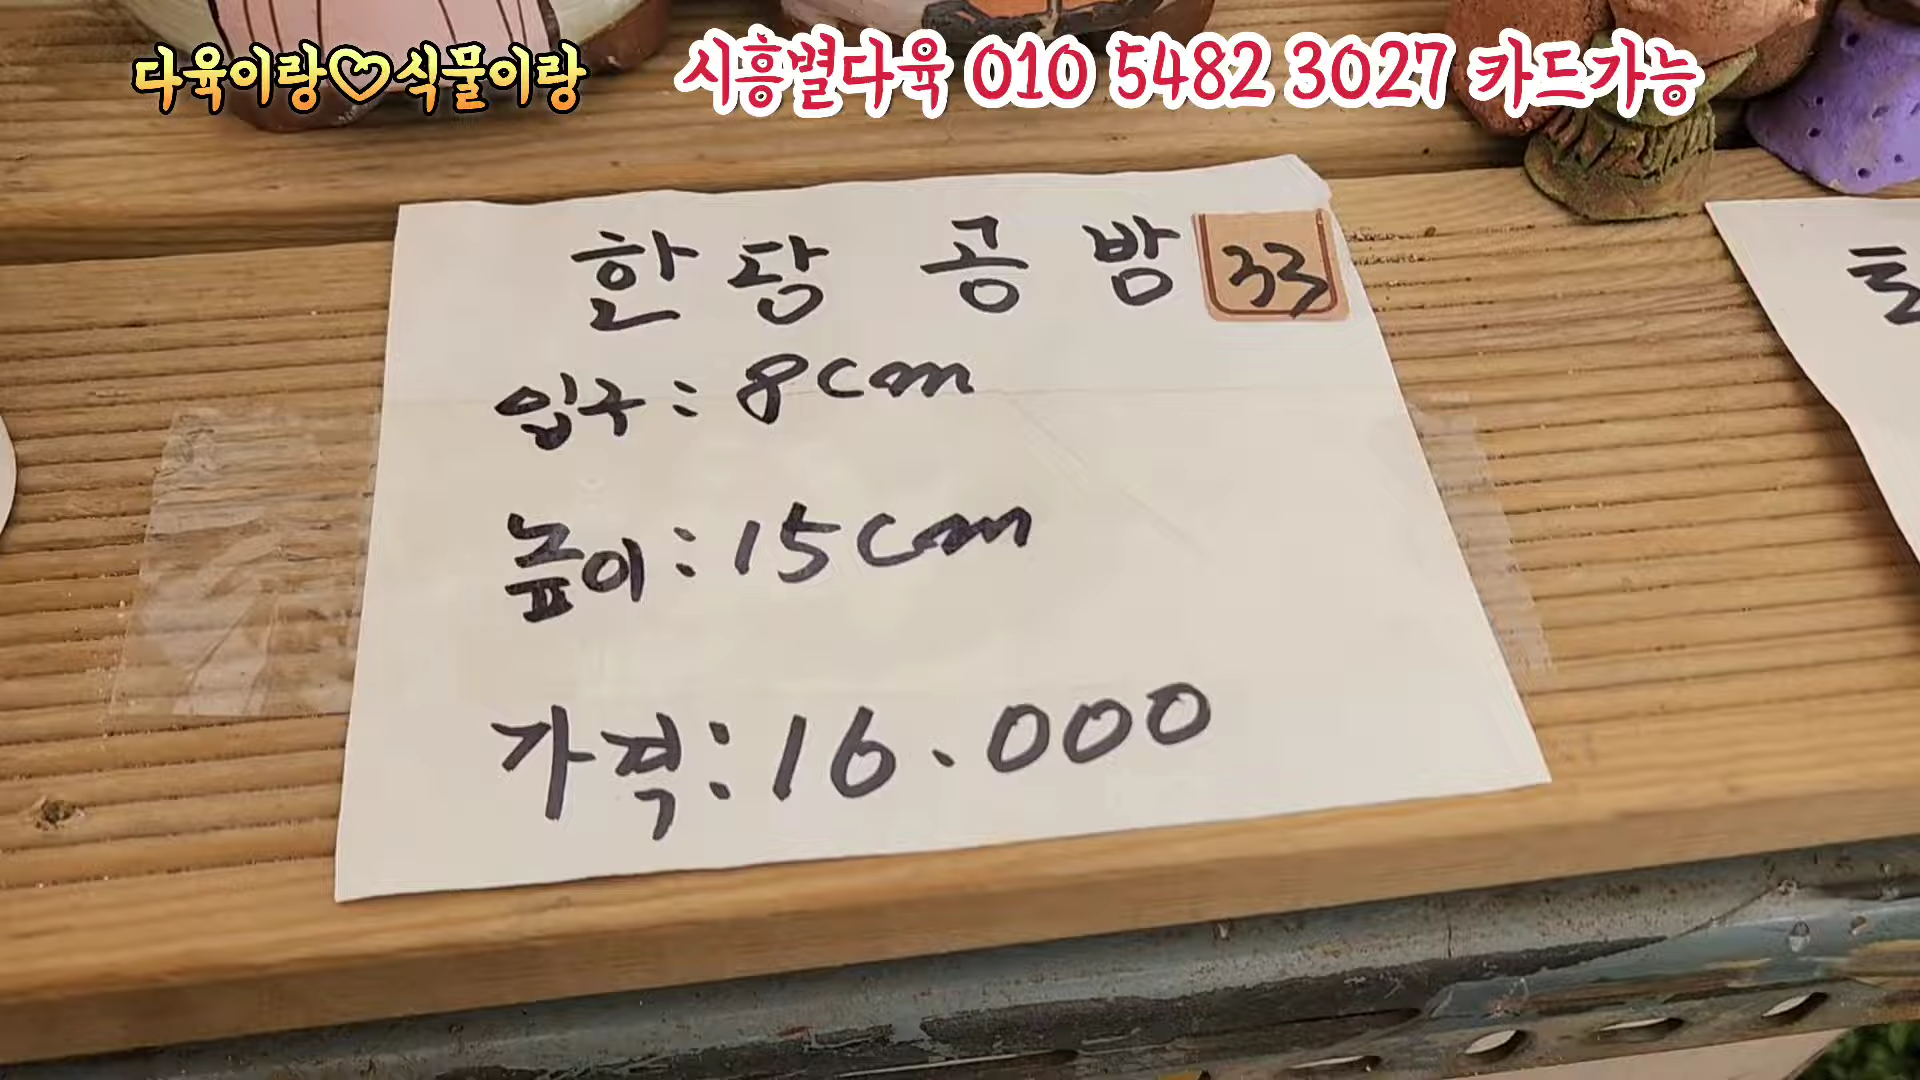 다육이랑♡식물이랑
시흥별다육 010 5482 3027 카드가능
한땅 공방 33
입구 : 8cm
높이 : 15cm
가격 : 16.000